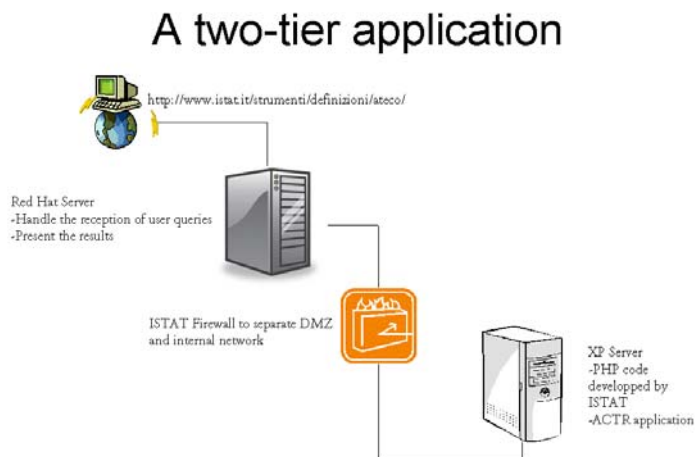 A two-tier application
http://www.istat.it/strumenti/definizioni/ateco/
Red Hat Server
-Handle the reception of user queries
-Present the results
ISTAT Firewall to separate DMZ
and internal network
XP Server
-PHP code
developped by
ISTAT
-ACTR application